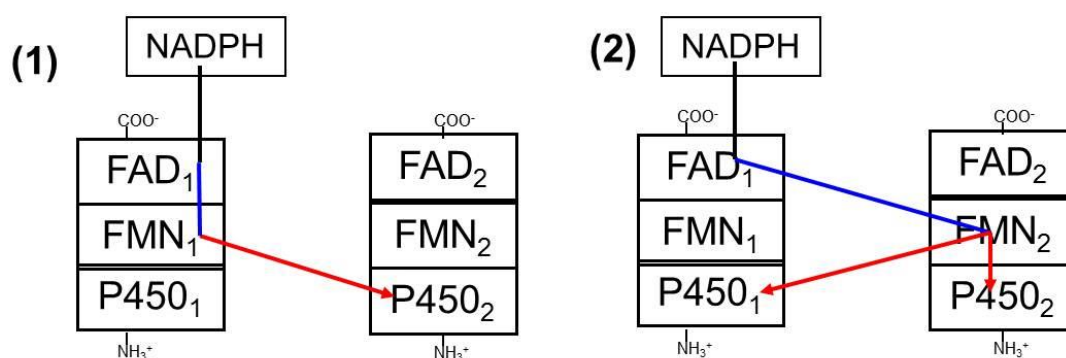 (1)
NADPH
COO-
COO-
FAD₁
FAD₂
FMN₁
FMN₂
P450₁
P450₂
NH₃⁺
NH₃⁺
(2)
NADPH
COO-
COO-
FAD₁
FAD₂
FMN₁
FMN₂
P450₁
P450₂
NH₃⁺
NH₃⁺